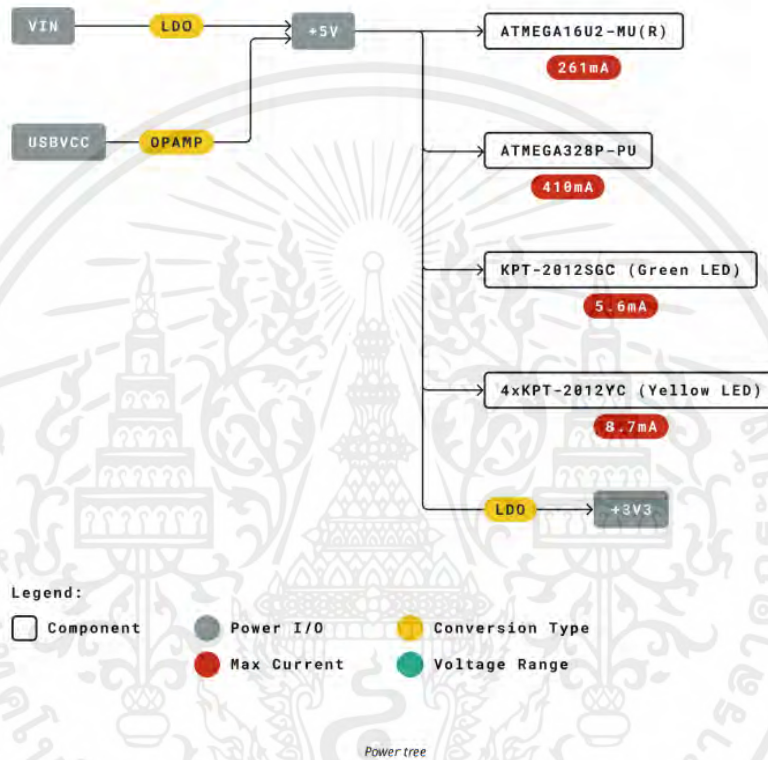 VIN
LDO
+5V
ATMEGA16U2-MU(R)
261mA
USBVCC
OPAMP
ATMEGA328P-PU
410mA
KPT-2012SGC (Green LED)
5.6mA
4xKPT-2012YC (Yellow LED)
8.7mA
LDO
+3V3
Legend:
Component
Power I/O
Conversion Type
Max Current
Voltage Range
Power tree